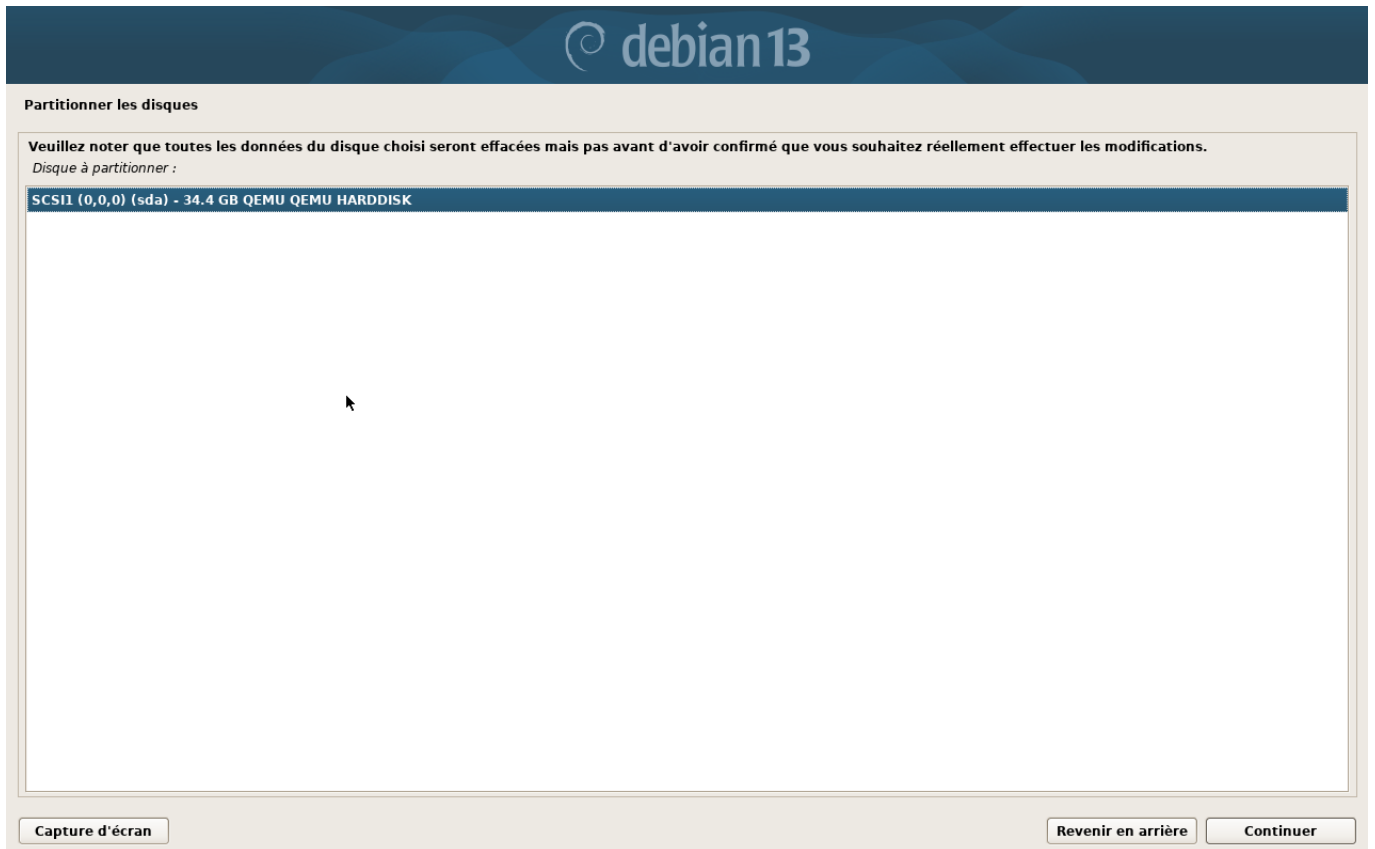 debian 13
Partitionner les disques
Veuillez noter que toutes les données du disque choisi seront effacées mais pas avant d'avoir confirmé que vous souhaitez réellement effectuer les modifications.
Disque à partitionner :
SCSI1 (0,0,0) (sda) - 34.4 GB QEMU QEMU HARDDISK
Capture d'écran
Revenir en arrière
Continuer